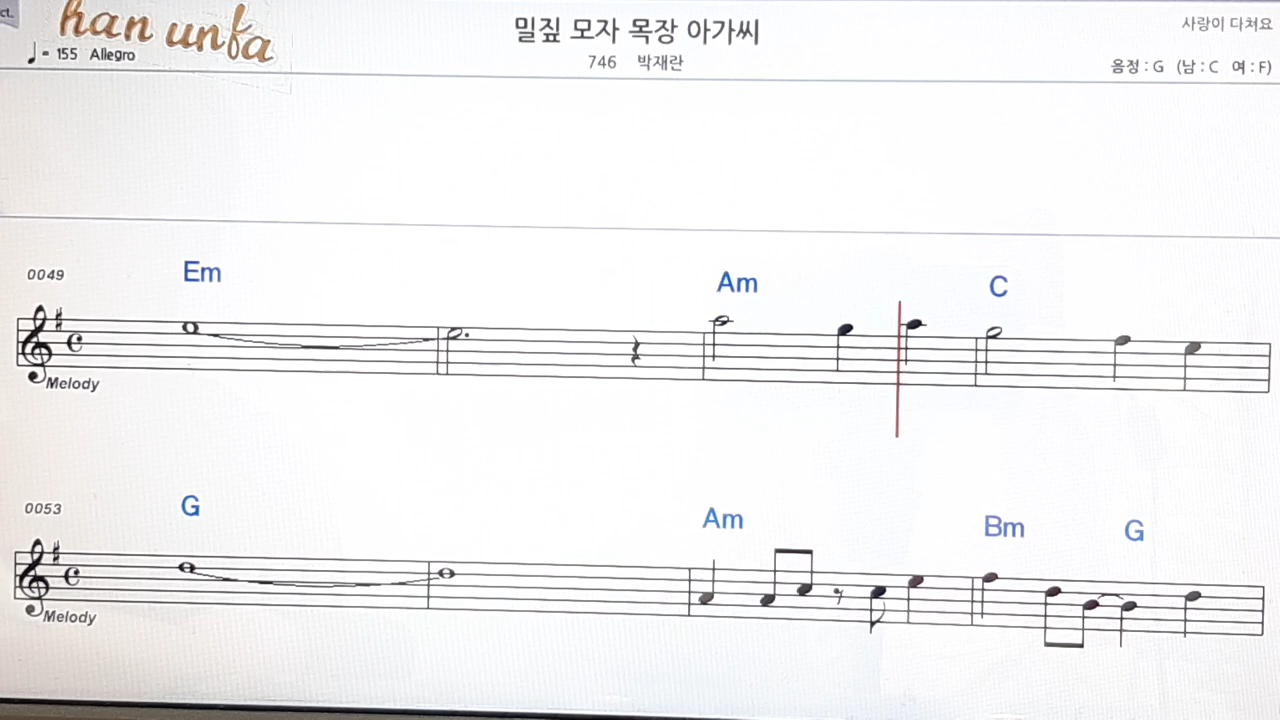 ct.
han unfa
밀짚 모자 목장 아가씨
사랑이 다쳐요
♩= 155 Allegro
746 박재란
음정 : G (남 : C 여 : F)
0049
Em
Am
C
Melody
0053
G
Am
Bm
G
Melody